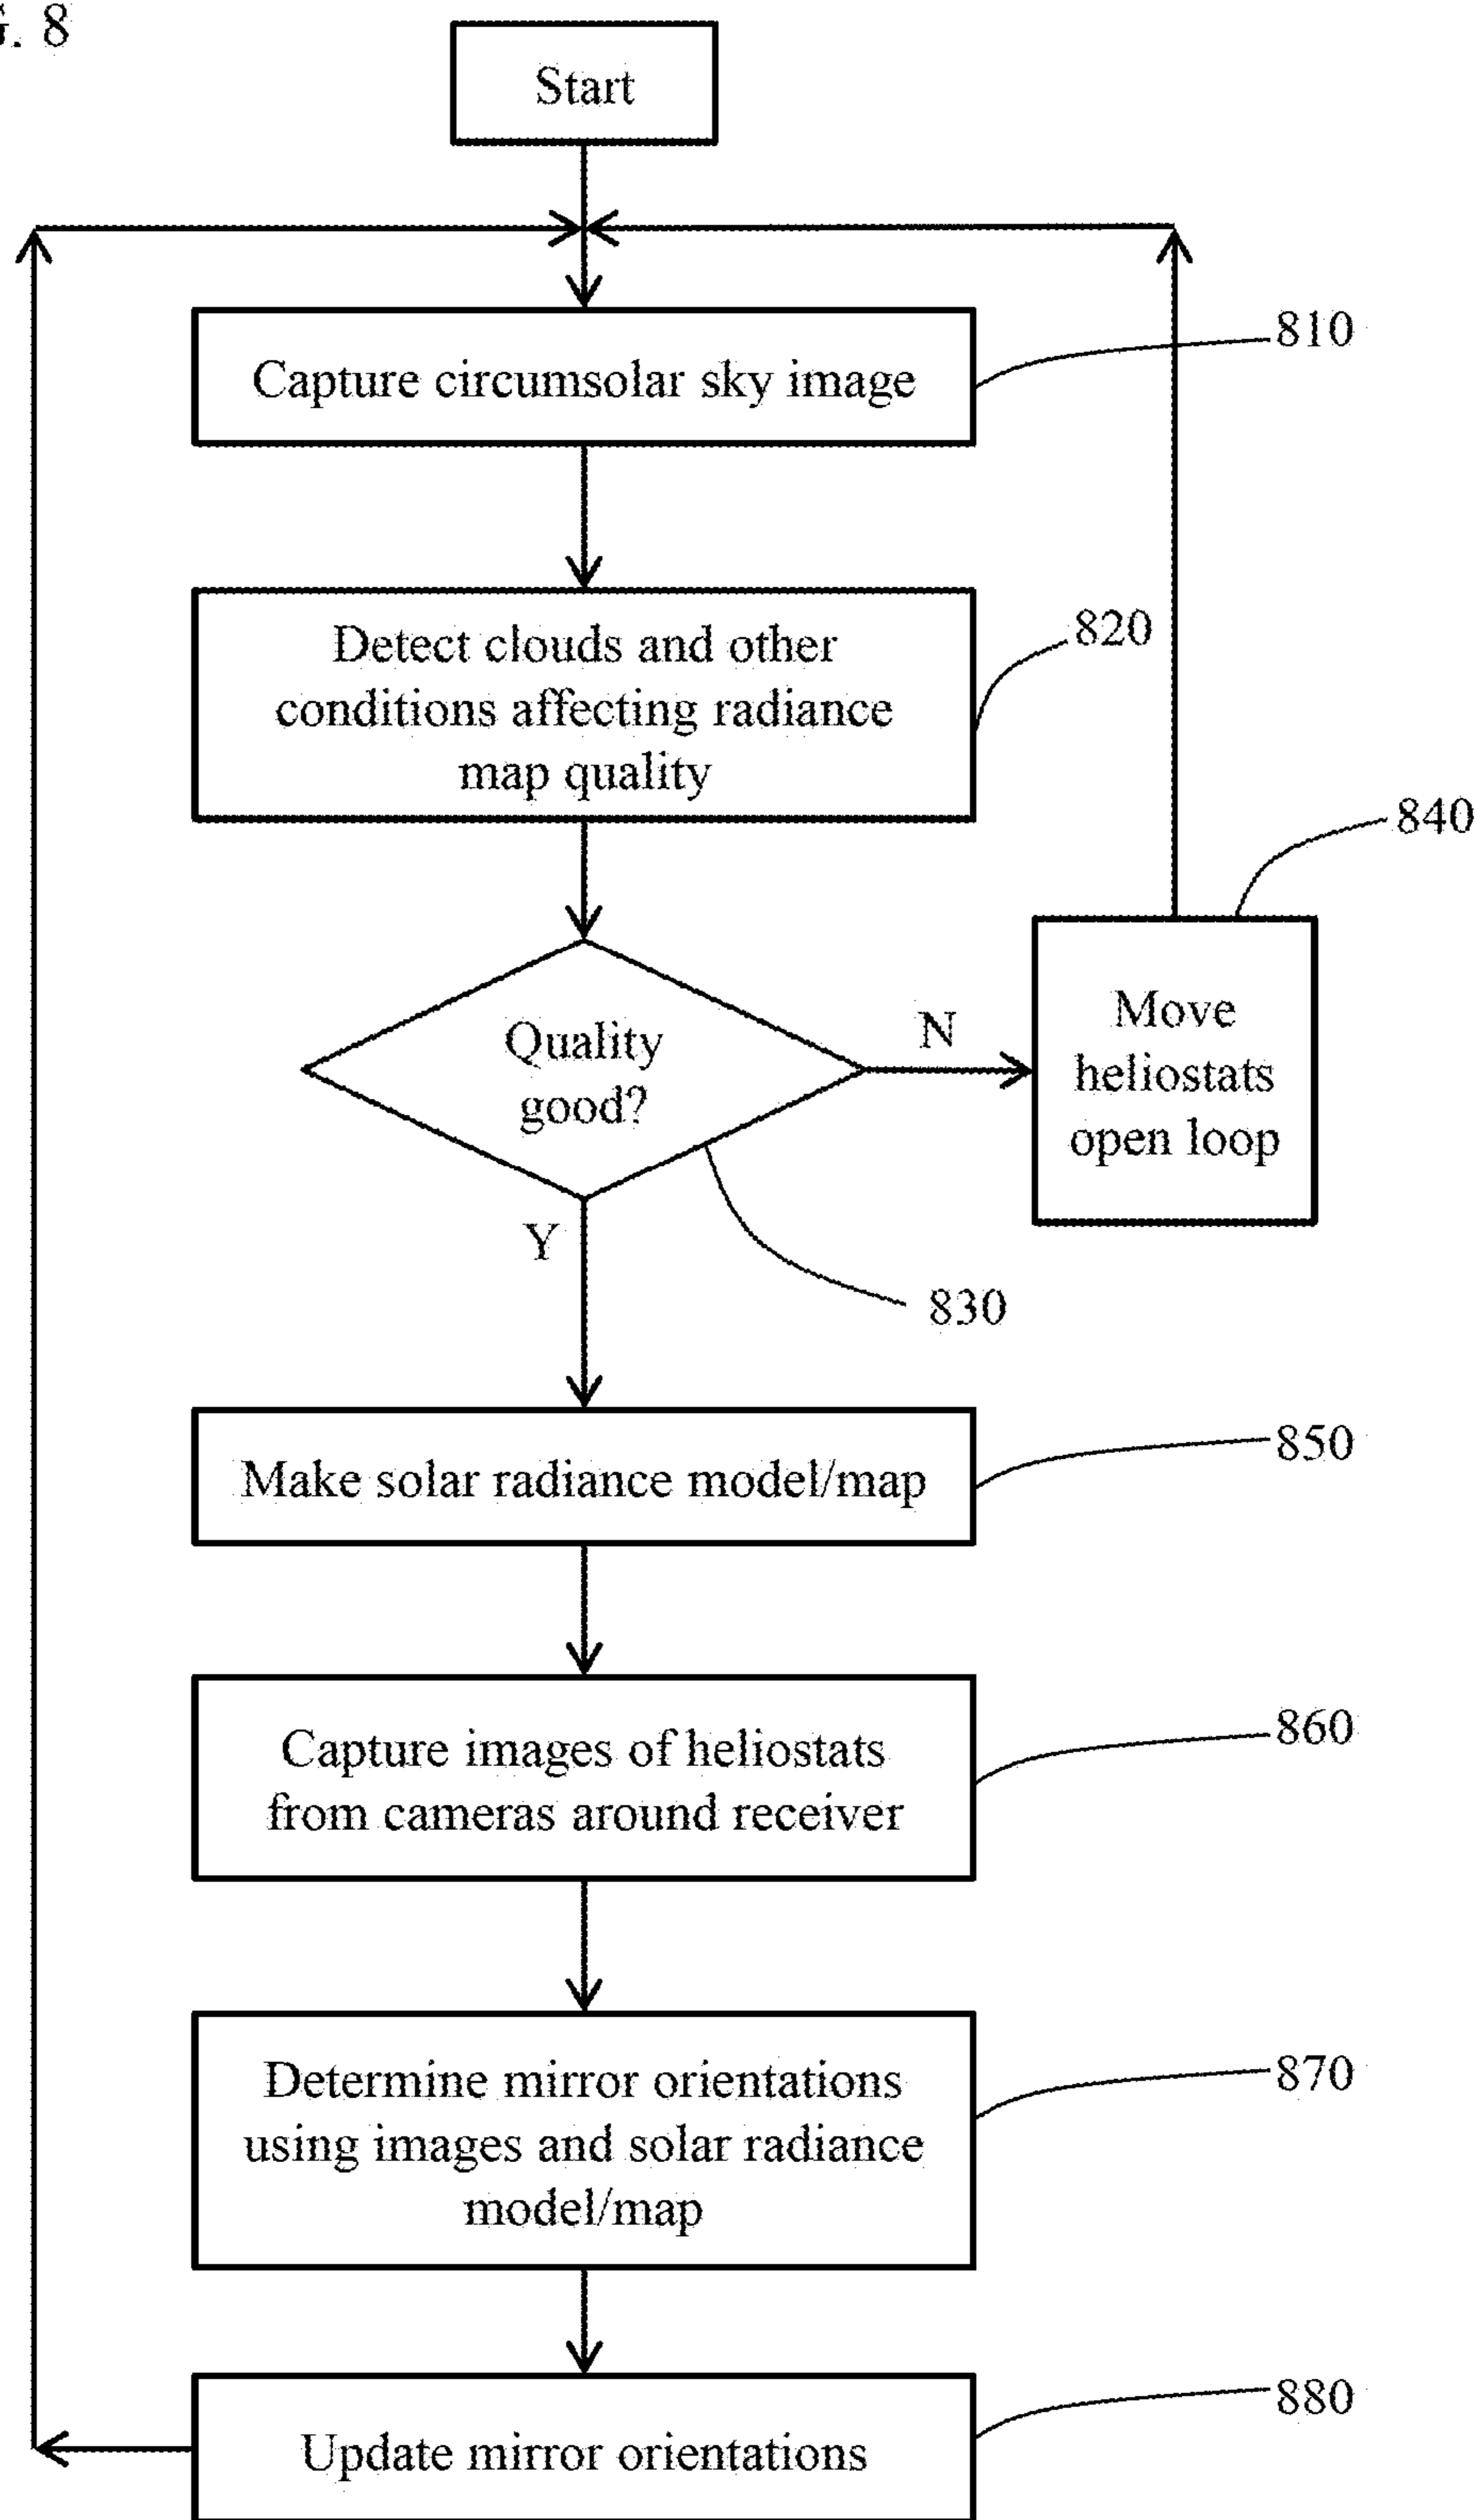 G. 8
Start
810
Capture circumsolar sky image
820
Detect clouds and other
conditions affecting radiance
map quality
840
Quality
good?
N
Move
heliostats
open loop
Y
830
850
Make solar radiance model/map
860
Capture images of heliostats
from cameras around receiver
870
Determine mirror orientations
using images and solar radiance
model/map
880
Update mirror orientations